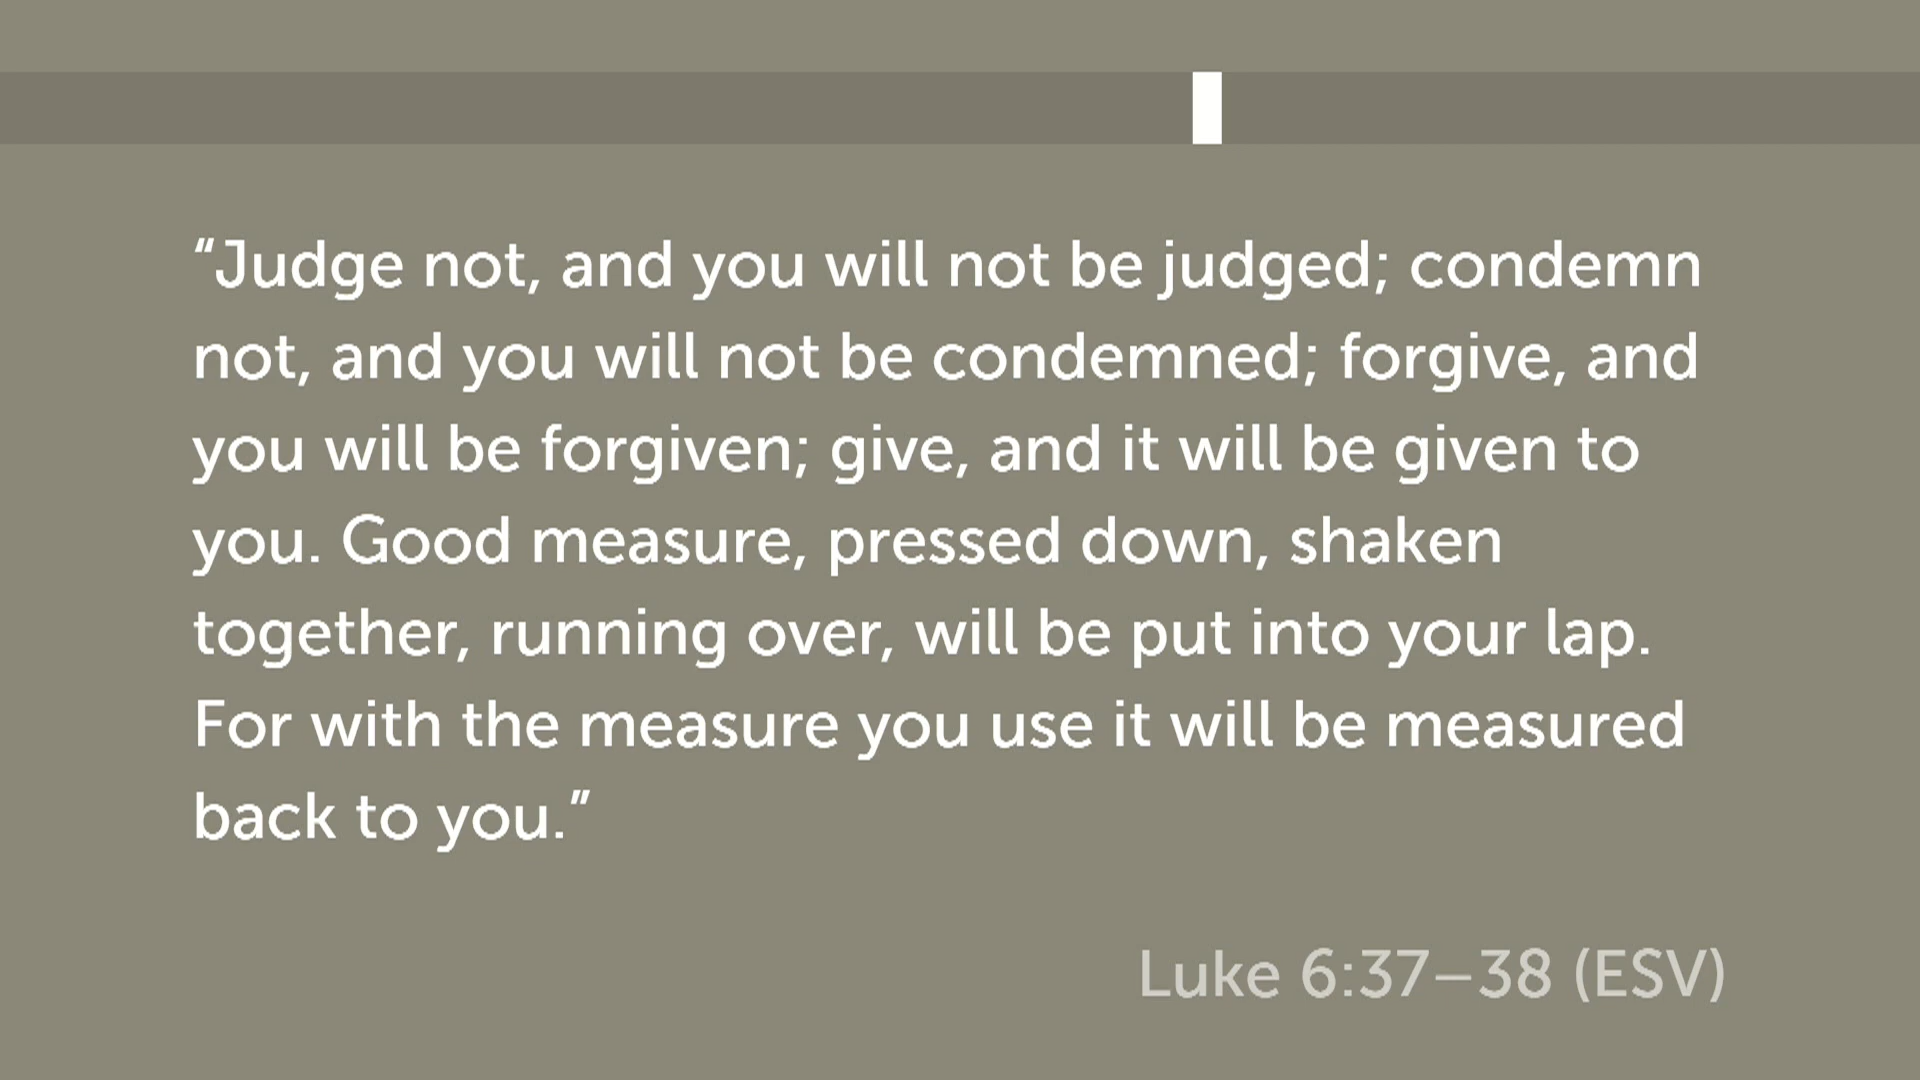 “Judge not, and you will not be judged; condemn
not, and you will not be condemned; forgive, and
you will be forgiven; give, and it will be given to
you. Good measure, pressed down, shaken
together, running over, will be put into your lap.
For with the measure you use it will be measured
back to you.”
Luke 6:37–38 (ESV)